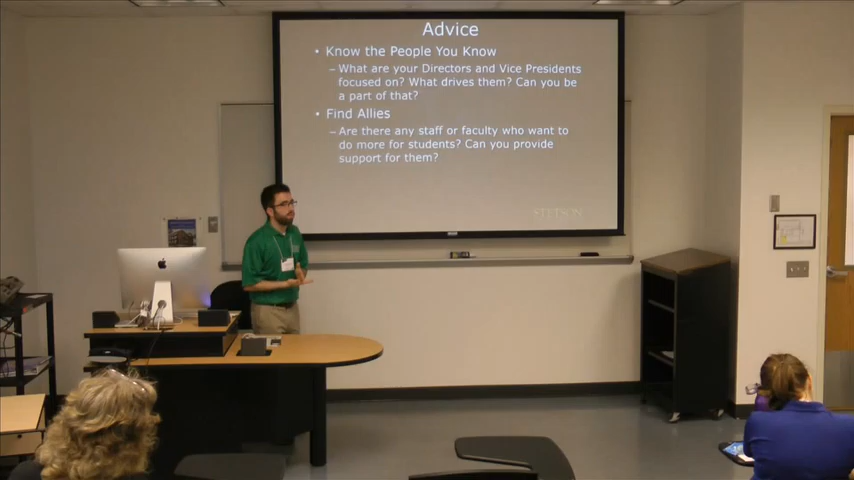 Advice
• Know the People You Know
– What are your Directors and Vice Presidents
focused on? What drives them? Can you be
a part of that?
• Find Allies
– Are there any staff or faculty who want to
do more for students? Can you provide
support for them?
STETSON